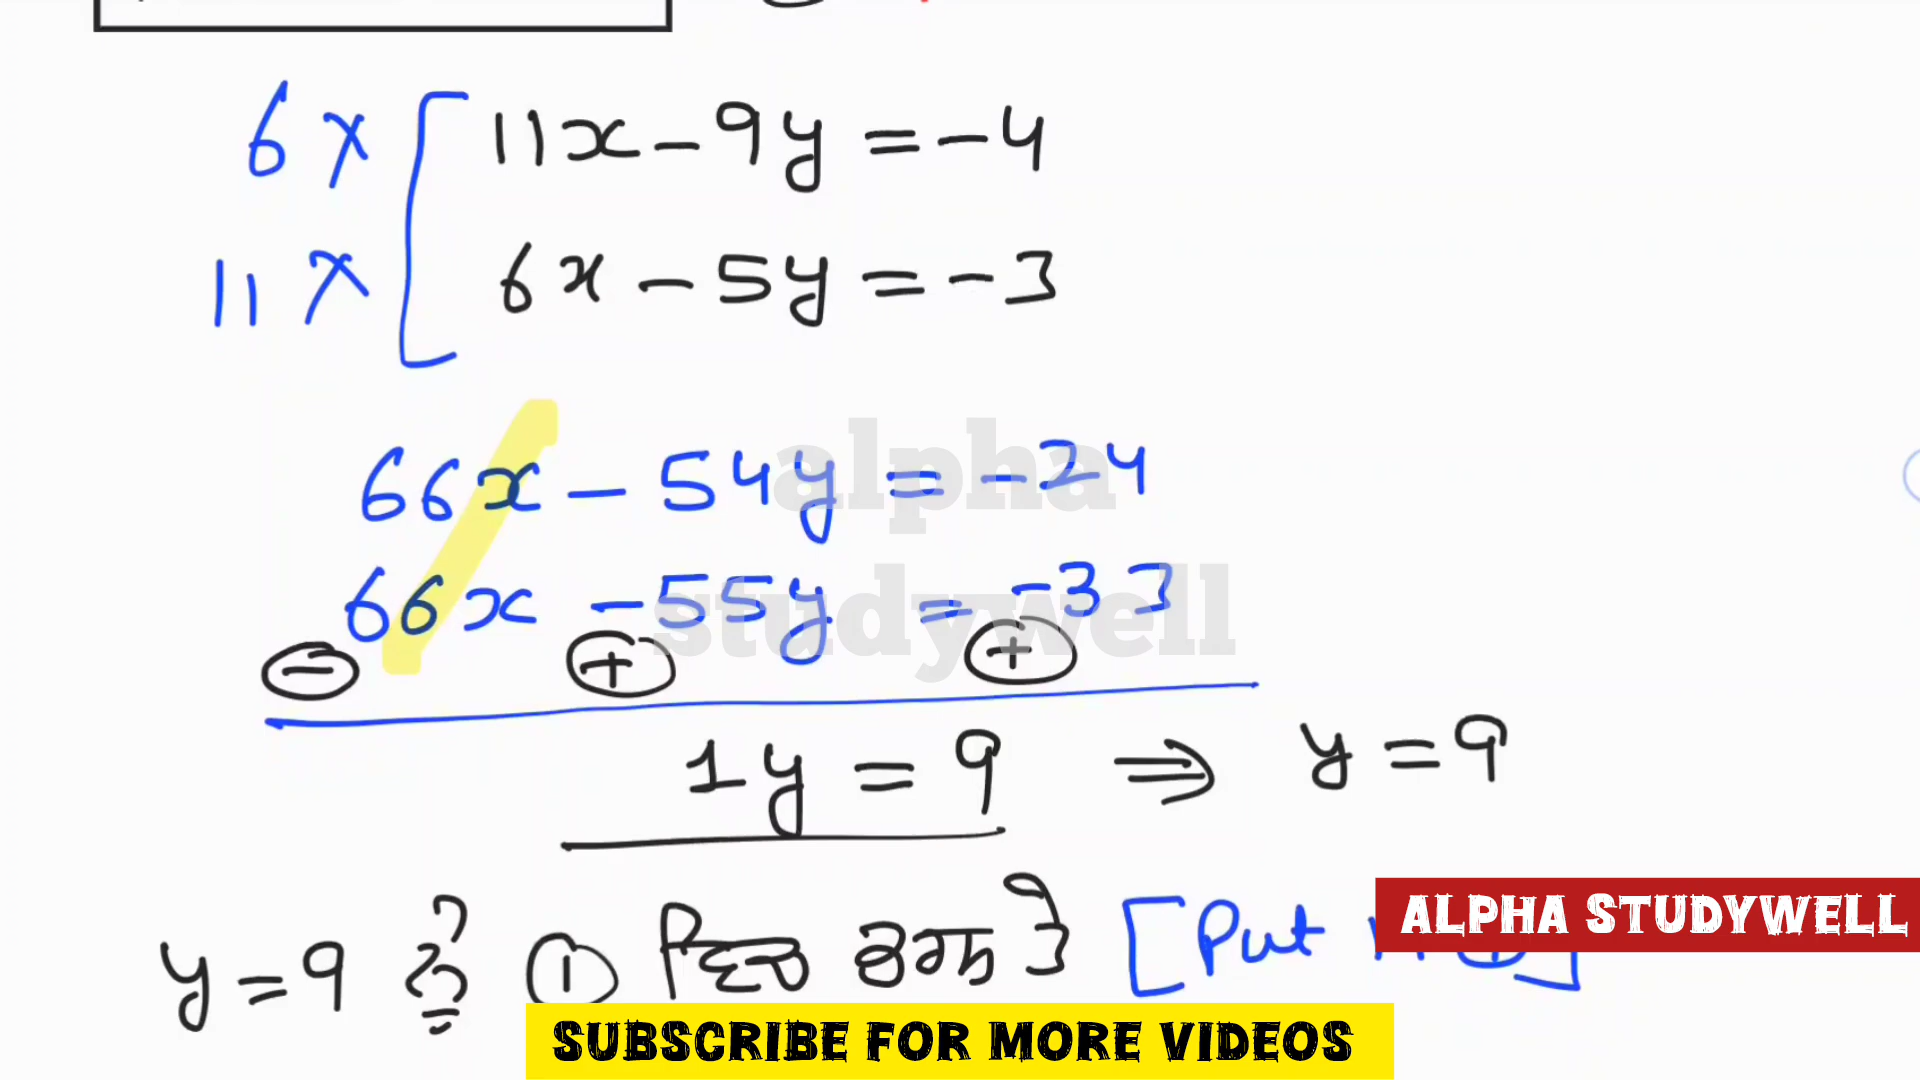 6 × [ 11x - 9y = -4
11 × [ 6x - 5y = -3
66x - 54y = -24
66x - 55y = -33
- + +
1y = 9 ⇒ y = 9
y = 9 ਨੂੰ ① ਵਿੱਚ ਭਰਨ ਤੇ [Put
alpha
studywell
ALPHA STUDYWELL
SUBSCRIBE FOR MORE VIDEOS